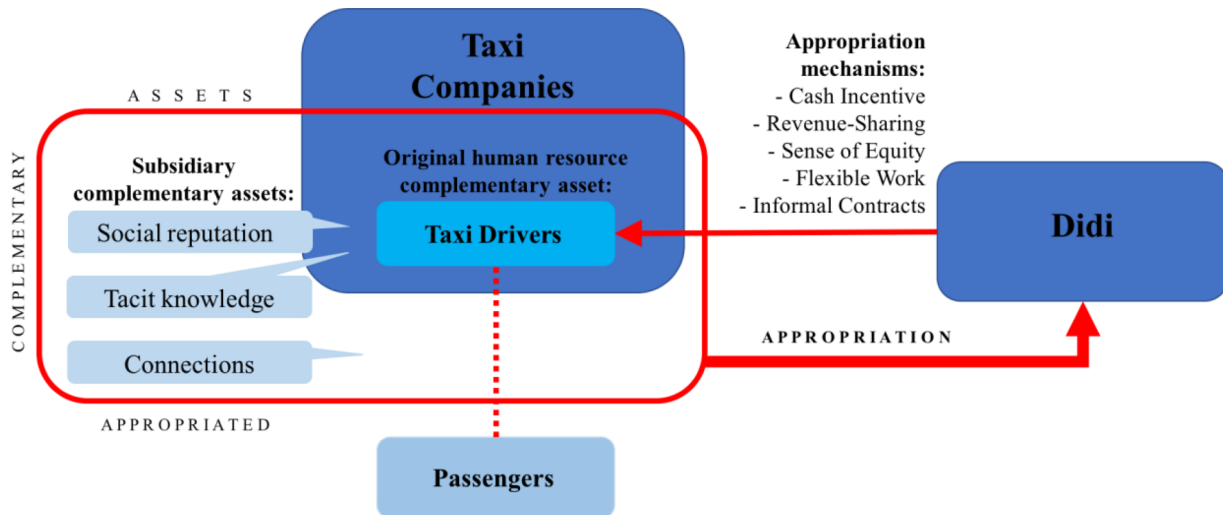 Taxi
Companies
ASSETS
COMPLEMENTARY
Subsidiary
complementary assets:
Social reputation
Tacit knowledge
Connections
APPROPRIATED
Original human resource
complementary asset:
Taxi Drivers
Passengers
Appropriation
mechanisms:
- Cash Incentive
- Revenue-Sharing
- Sense of Equity
- Flexible Work
- Informal Contracts
Didi
APPROPRIATION